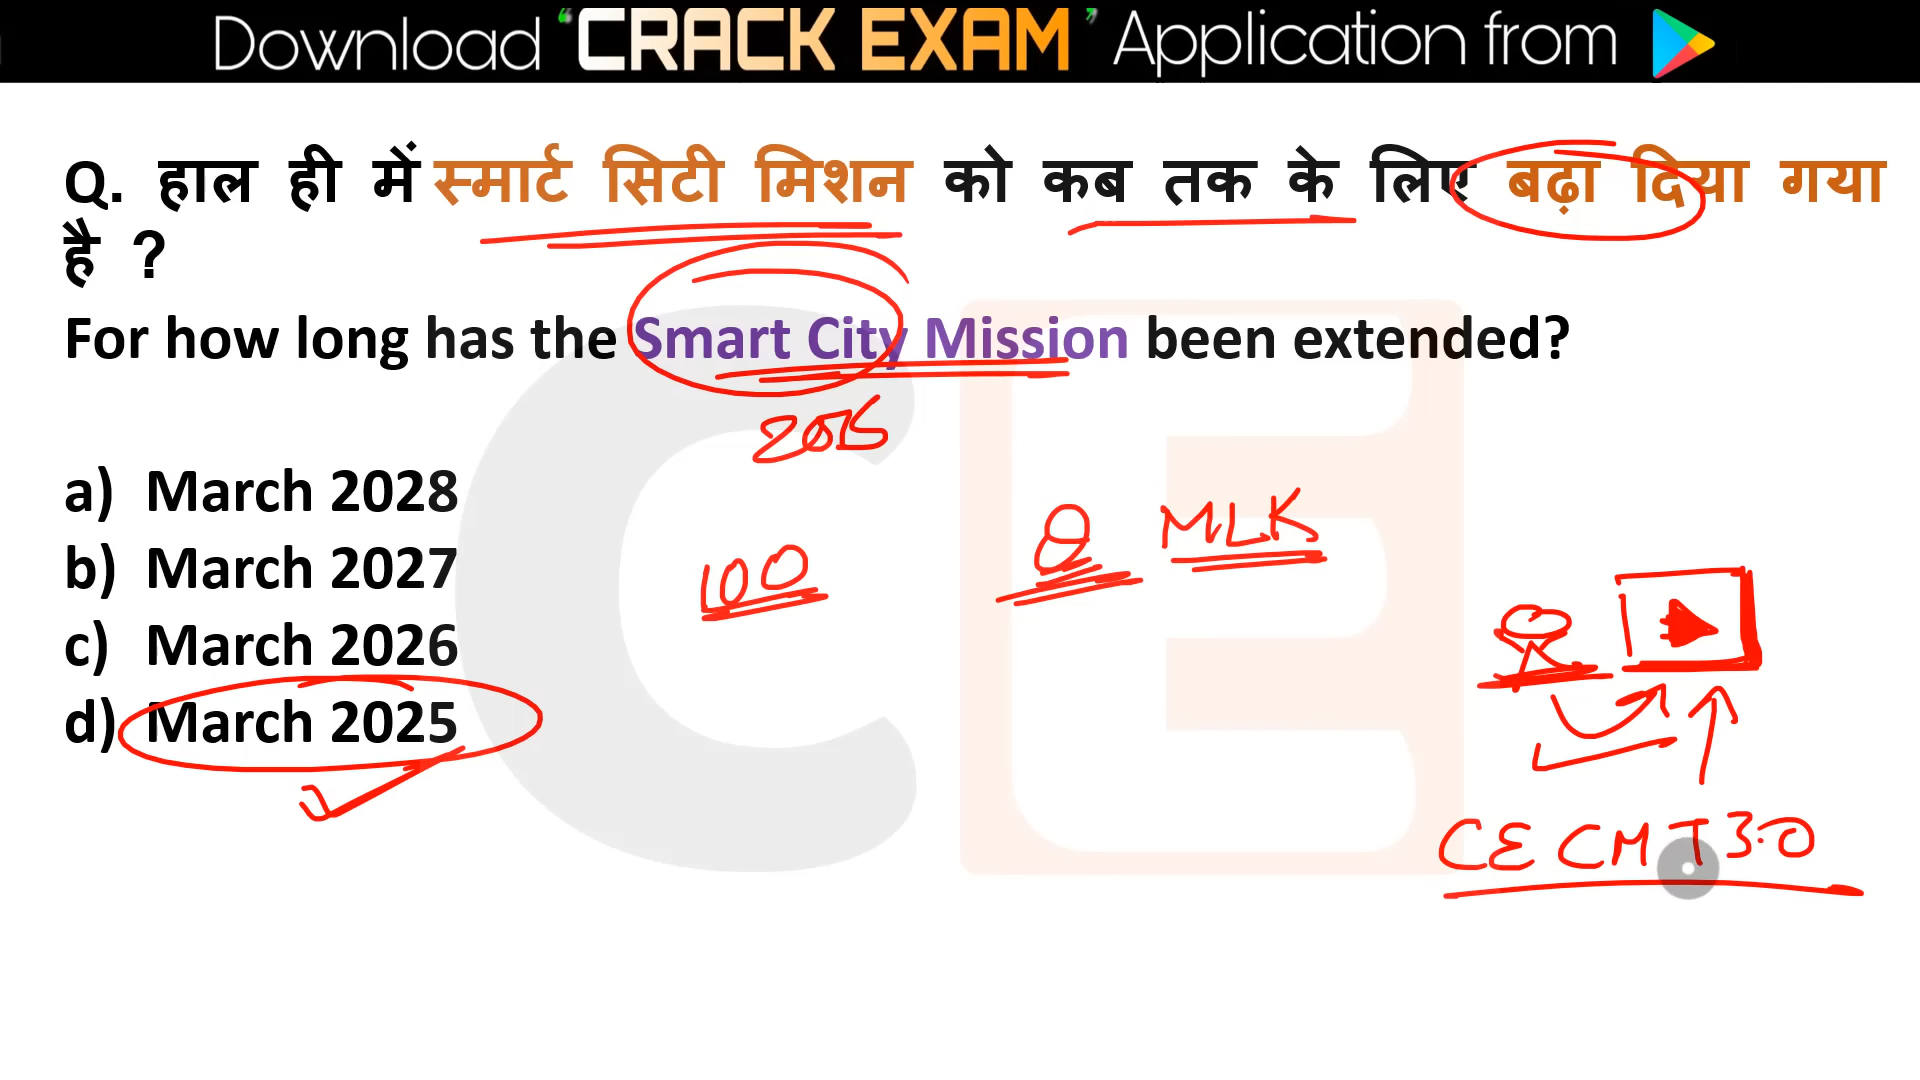 Download ‘CRACK EXAM’ Application from
Q. हाल ही में स्मार्ट सिटी मिशन को कब तक के लिए बढ़ा दिया गया
है ?
For how long has the Smart City Mission been extended?
2015
a) March 2028
MLK
b) March 2027
100
c) March 2026
d) March 2025
CE CMT 3.0
CE